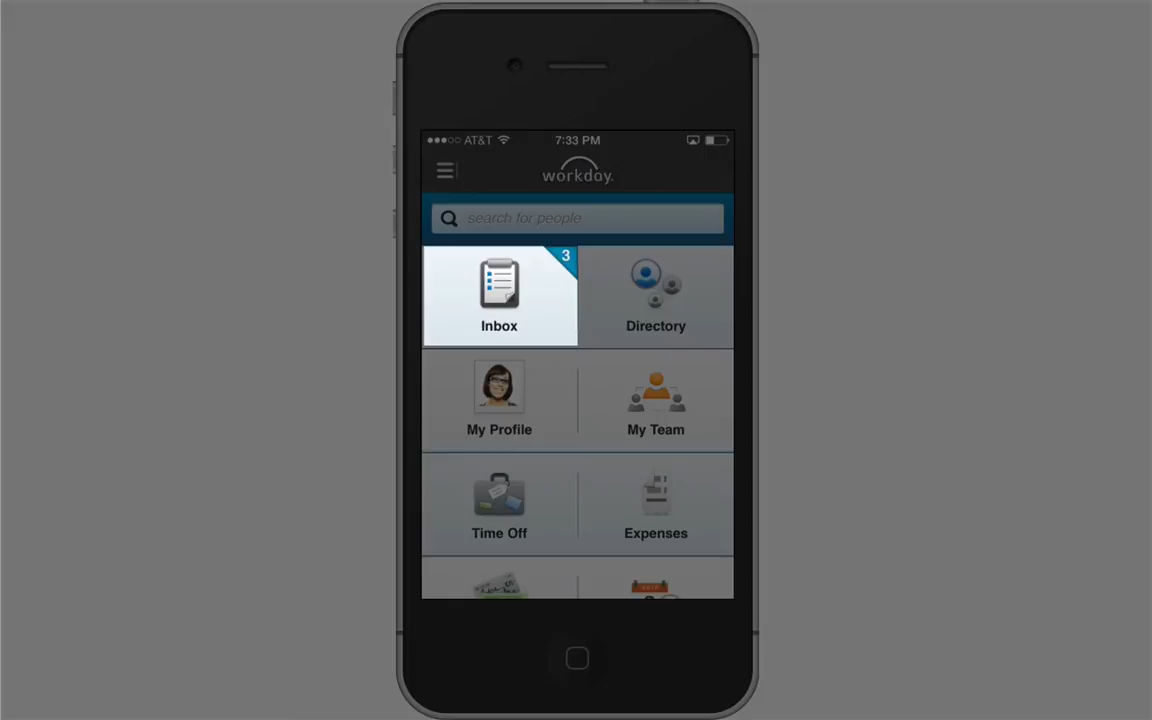 AT&T 7:33 PM
workday.
search for people
3
Inbox
Directory
My Profile
My Team
Time Off
Expenses